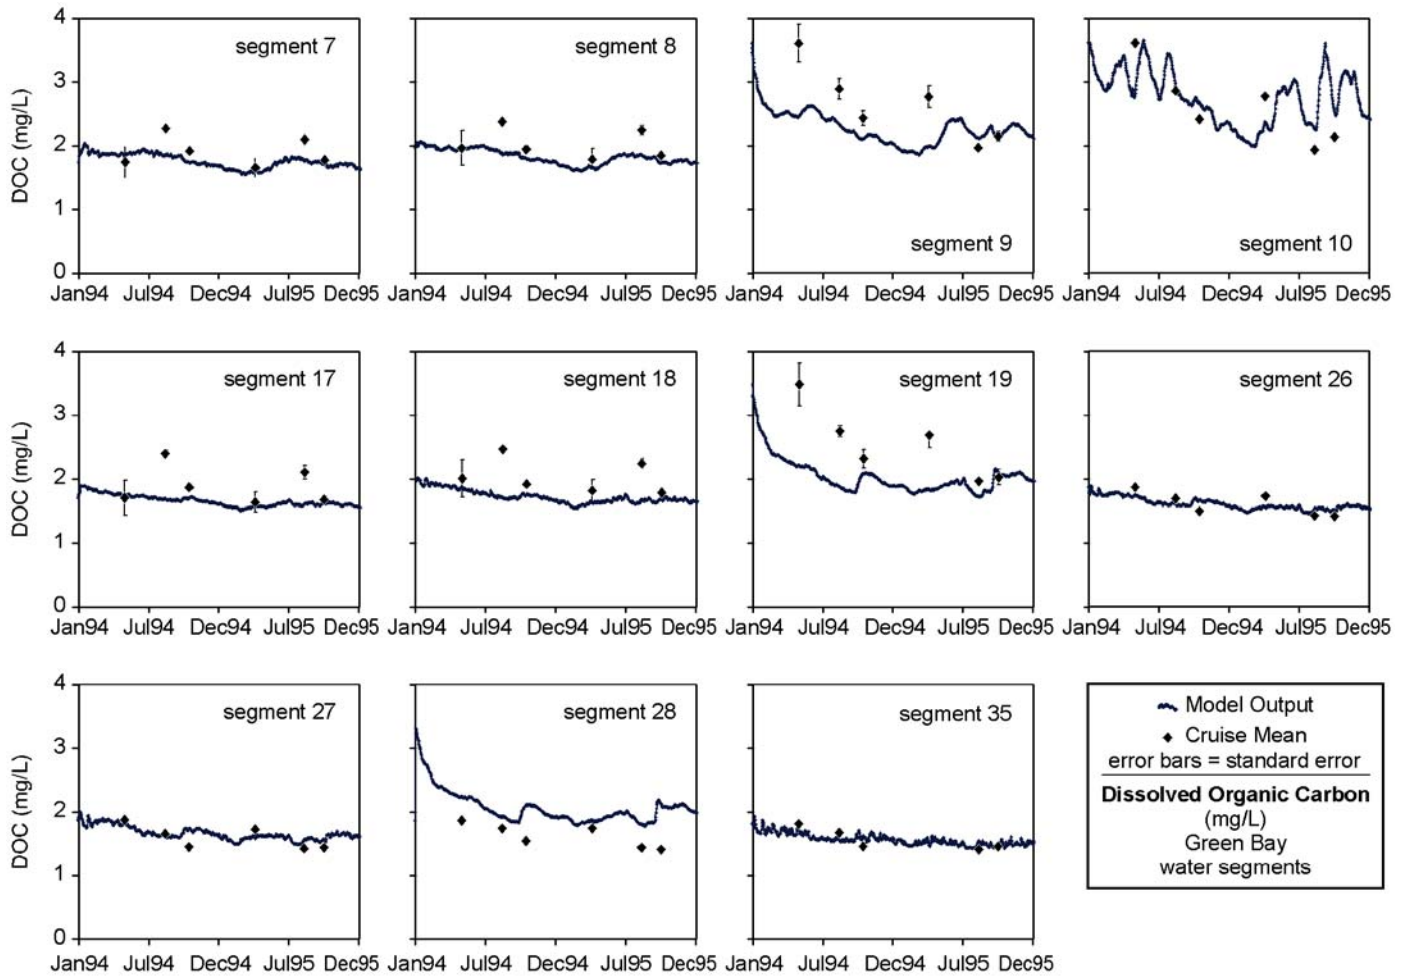 segment 7
segment 8
segment 9
segment 10
DOC (mg/L)
4
3
2
1
0
Jan94 Jul94 Dec94 Jul95 Dec95
Jan94 Jul94 Dec94 Jul95 Dec95
Jan94 Jul94 Dec94 Jul95 Dec95
Jan94 Jul94 Dec94 Jul95 Dec95
segment 17
segment 18
segment 19
segment 26
DOC (mg/L)
4
3
2
1
0
Jan94 Jul94 Dec94 Jul95 Dec95
Jan94 Jul94 Dec94 Jul95 Dec95
Jan94 Jul94 Dec94 Jul95 Dec95
Jan94 Jul94 Dec94 Jul95 Dec95
segment 27
segment 28
segment 35
DOC (mg/L)
4
3
2
1
0
Jan94 Jul94 Dec94 Jul95 Dec95
Jan94 Jul94 Dec94 Jul95 Dec95
Jan94 Jul94 Dec94 Jul95 Dec95
Model Output
Cruise Mean
error bars = standard error
Dissolved Organic Carbon
(mg/L)
Green Bay
water segments